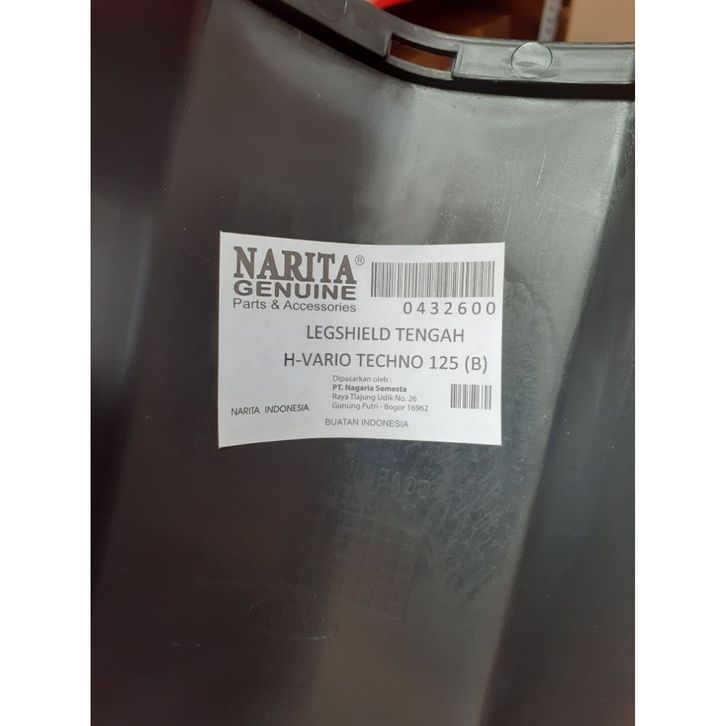 NARITA®
GENUINE
Parts & Accessories
0432600
LEGSHIELD TENGAH
H-VARIO TECHNO 125 (B)
Dipasarkan oleh :
PT. Nagaria Semesta
Raya Tlajung Udik No. 26
Gunung Putri - Bogor 16962
NARITA INDONESIA
BUATAN INDONESIA